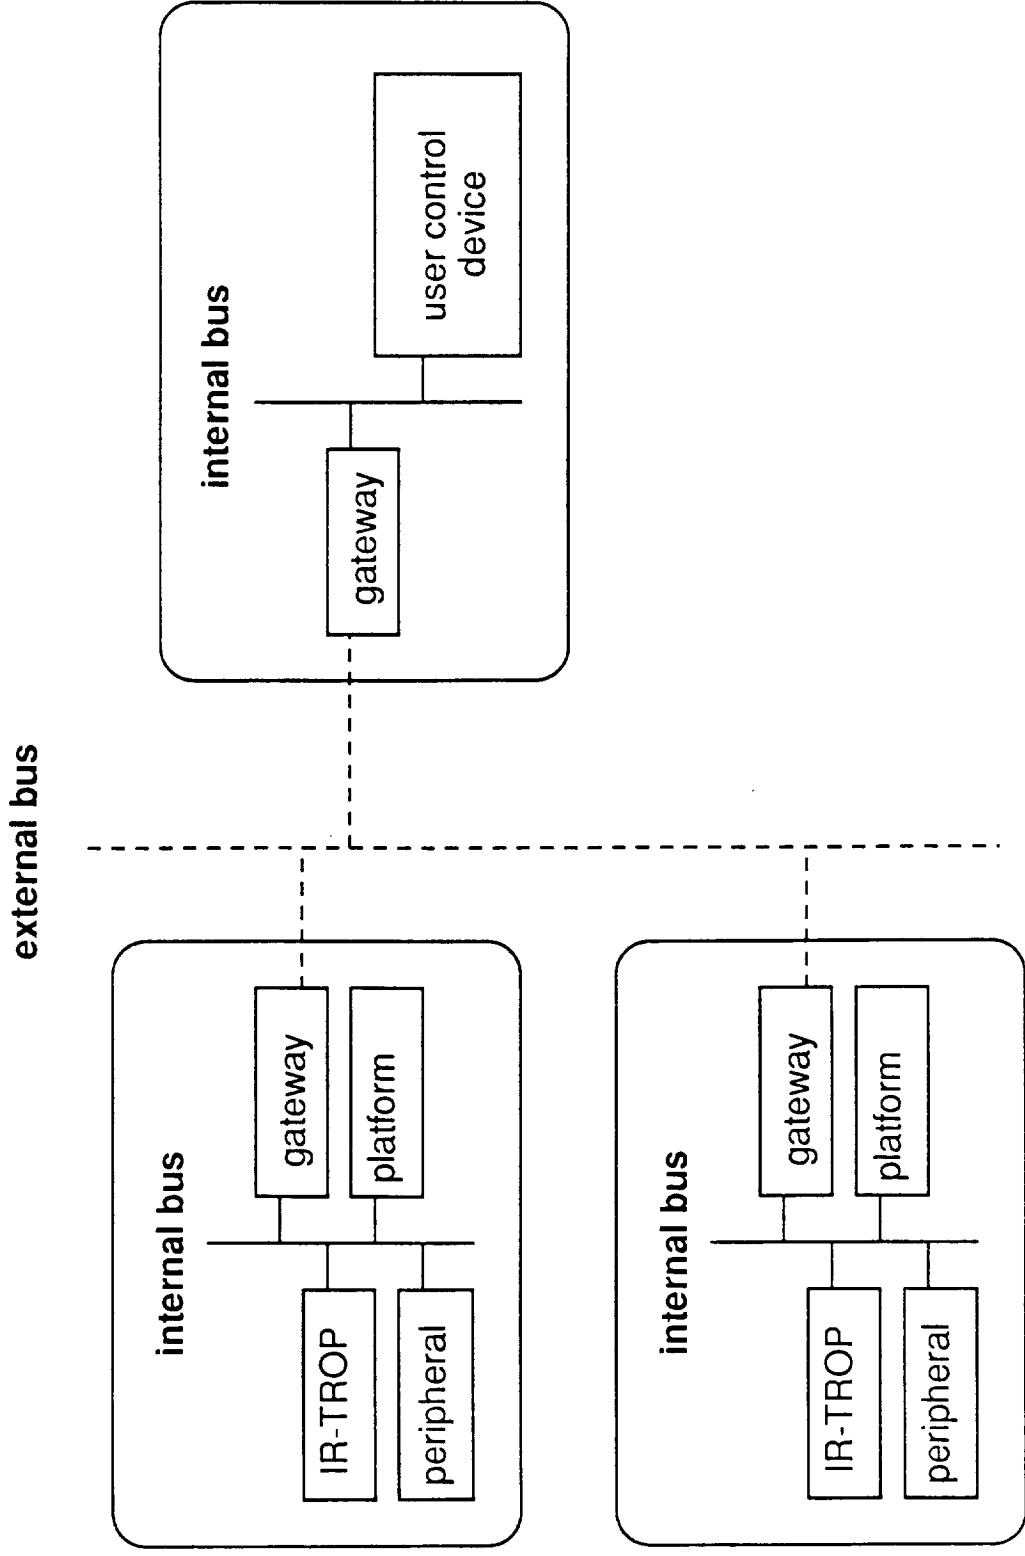 external bus
internal bus
IR-TROP
peripheral
gateway
platform
internal bus
gateway
user control
device
internal bus
IR-TROP
peripheral
gateway
platform